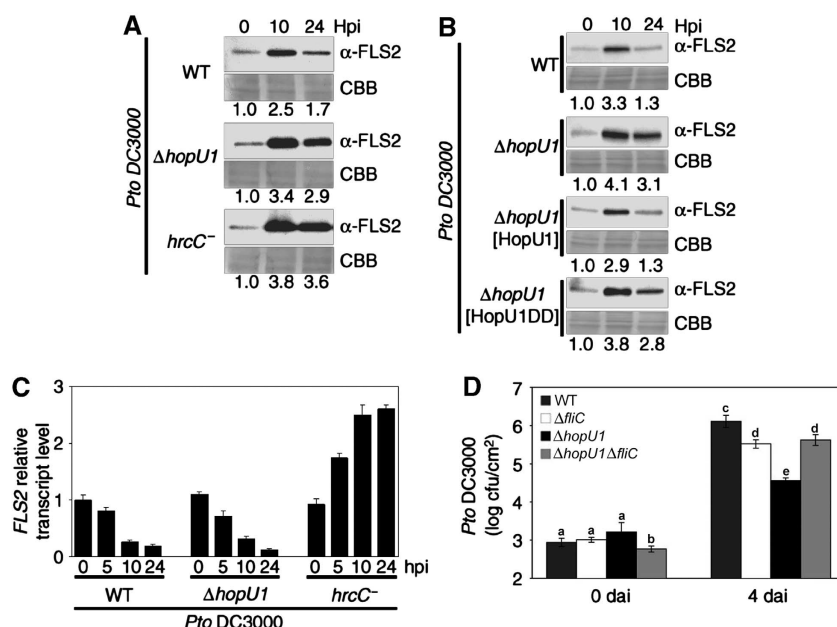 A
0 10 24 Hpi
Pto DC3000
WT
α-FLS2
CBB
1.0 2.5 1.7
ΔhopU1
α-FLS2
CBB
1.0 3.4 2.9
hrcC⁻
α-FLS2
CBB
1.0 3.8 3.6
B
0 10 24 Hpi
Pto DC3000
WT
α-FLS2
CBB
1.0 3.3 1.3
ΔhopU1
α-FLS2
CBB
1.0 4.1 3.1
ΔhopU1
[HopU1]
α-FLS2
CBB
1.0 2.9 1.3
ΔhopU1
[HopU1DD]
α-FLS2
CBB
1.0 3.8 2.8
C
FLS2 relative
transcript level
3
2
1
0
0 5 10 24 0 5 10 24 0 5 10 24 hpi
WT ΔhopU1 hrcC⁻
Pto DC3000
D
Pto DC3000
(log cfu/cm²)
7
6
5
4
3
2
WT
ΔfliC
ΔhopU1
ΔhopU1ΔfliC
a a a b
c d e d
0 dai 4 dai